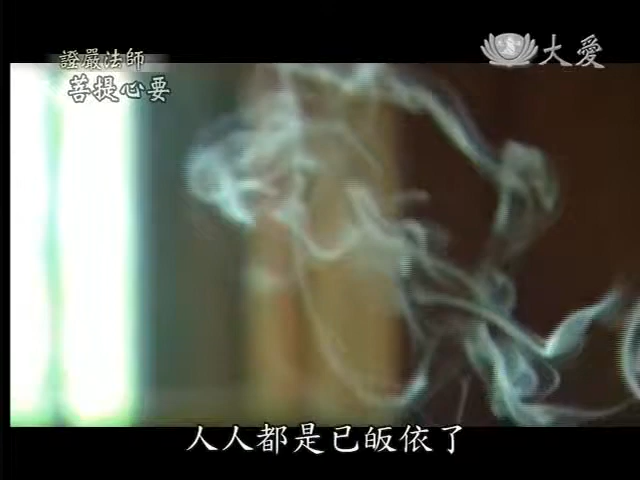 證嚴法師
菩提心要
大愛
人人都是已皈依了